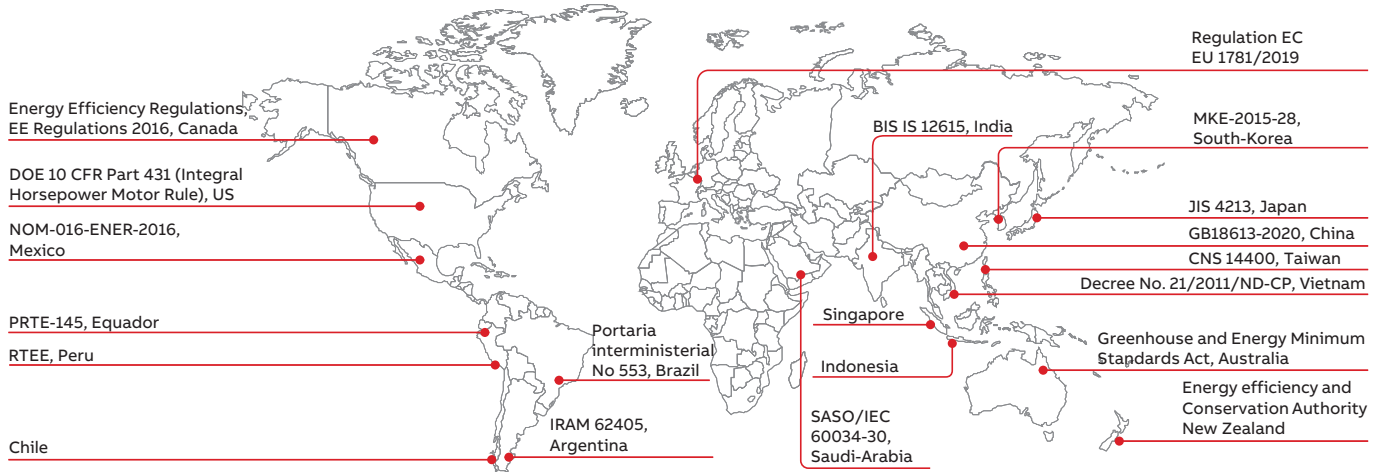 Energy Efficiency Regulations,
EE Regulations 2016, Canada
DOE 10 CFR Part 431 (Integral
Horsepower Motor Rule), US
NOM-016-ENER-2016,
Mexico
PRTE-145, Equador
RTEE, Peru
Chile
Portaria
interministerial
No 553, Brazil
IRAM 62405,
Argentina
Regulation EC
EU 1781/2019
BIS IS 12615, India
MKE-2015-28,
South-Korea
JIS 4213, Japan
GB18613-2020, China
CNS 14400, Taiwan
Decree No. 21/2011/ND-CP, Vietnam
Singapore
Indonesia
SASO/IEC
60034-30,
Saudi-Arabia
Greenhouse and Energy Minimum
Standards Act, Australia
Energy efficiency and
Conservation Authority
New Zealand